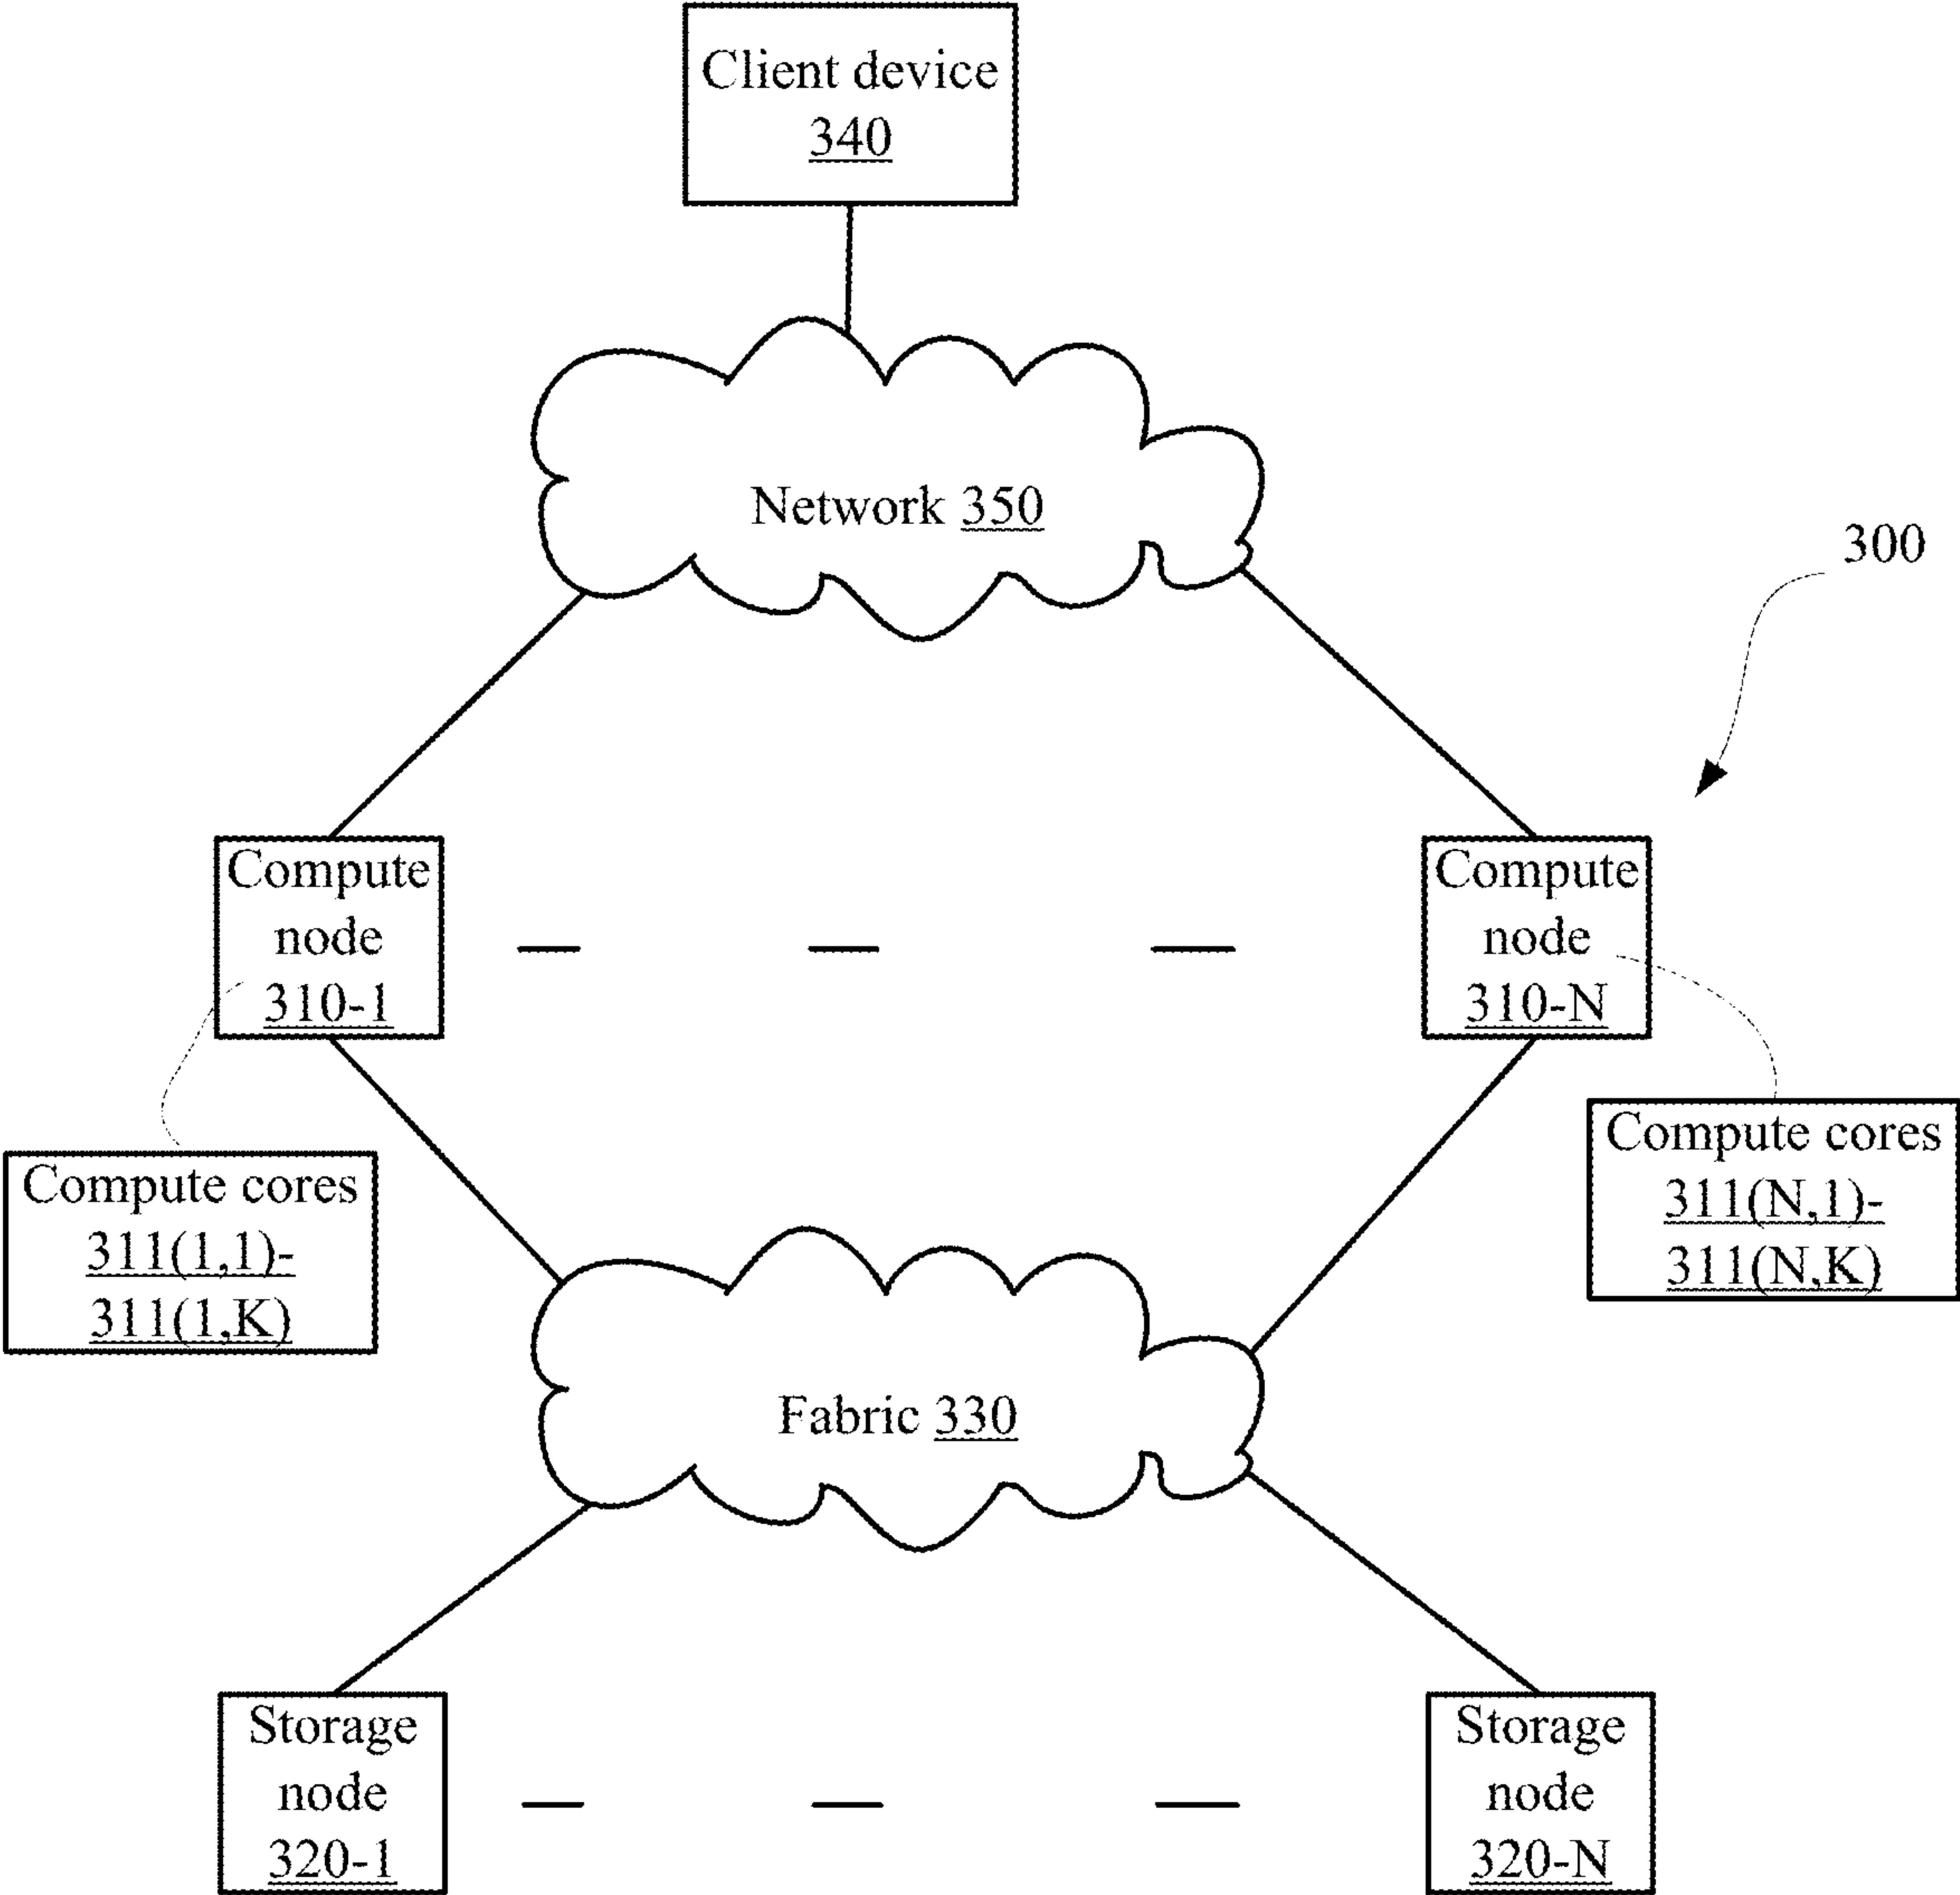 Client device
340
Network 350
300
Compute
node
310-1
Compute
node
310-N
Compute cores
311(1,1)-
311(1,K)
Compute cores
311(N,1)-
311(N,K)
Fabric 330
Storage
node
320-1
Storage
node
320-N